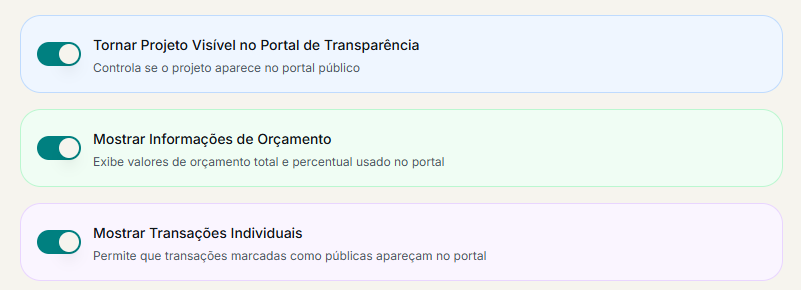 Tornar Projeto Visível no Portal de Transparência
Controla se o projeto aparece no portal público
Mostrar Informações de Orçamento
Exibe valores de orçamento total e percentual usado no portal
Mostrar Transações Individuais
Permite que transações marcadas como públicas apareçam no portal